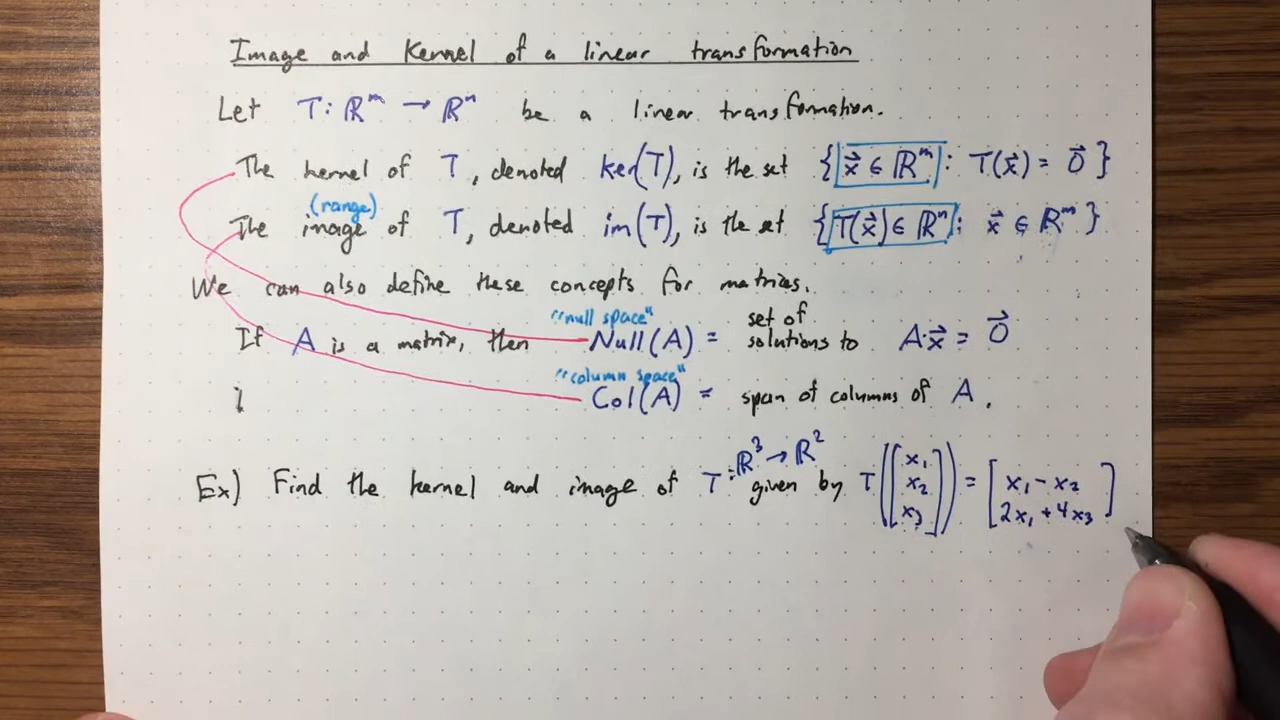 Image and Kernel of a linear transformation
Let T: ℝᵐ → ℝⁿ be a linear transformation.
The kernel of T, denoted ker(T), is the set { x⃗ ∈ ℝᵐ : T(x⃗) = 0⃗ }
(range)
The image of T, denoted im(T), is the set { T(x⃗) ∈ ℝⁿ : x⃗ ∈ ℝᵐ }
We can also define these concepts for matrices.
"null space"
If A is a matrix, then Null(A) = set of solutions to A·x⃗ = 0⃗
"column space"
Col(A) = span of columns of A.
Ex) Find the kernel and image of T: ℝ³ → ℝ² given by T([x₁ x₂ x₃]) = [x₁ - x₂
2x₁ + 4x₃]